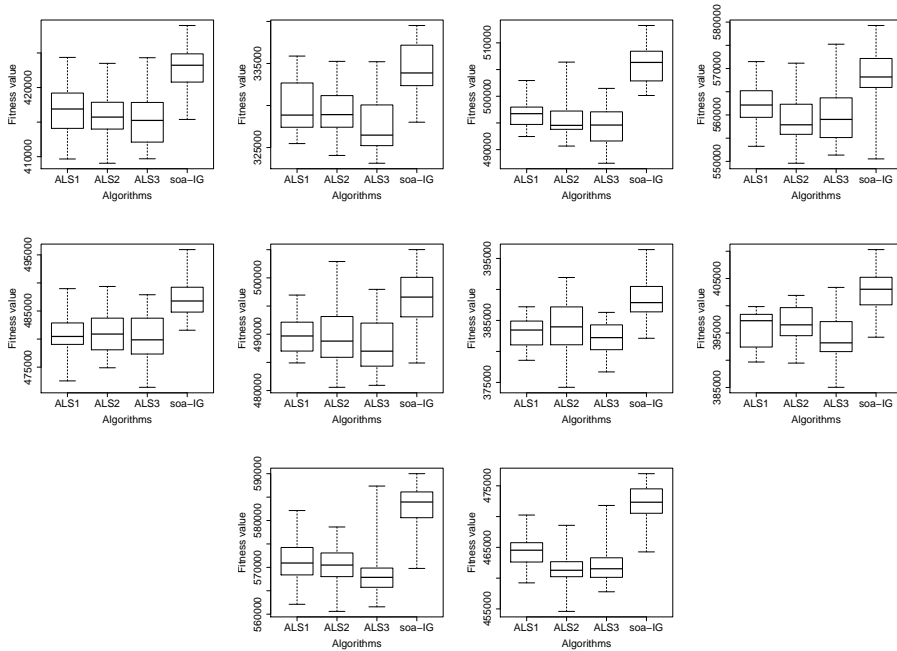 Fitness value
410000 420000
ALS1 ALS2 ALS3 soa−IG
Algorithms
Fitness value
325000 335000
ALS1 ALS2 ALS3 soa−IG
Algorithms
Fitness value
490000 500000 510000
ALS1 ALS2 ALS3 soa−IG
Algorithms
Fitness value
550000 560000 570000 580000
ALS1 ALS2 ALS3 soa−IG
Algorithms
Fitness value
475000 485000 495000
ALS1 ALS2 ALS3 soa−IG
Algorithms
Fitness value
480000 490000 500000
ALS1 ALS2 ALS3 soa−IG
Algorithms
Fitness value
375000 385000 395000
ALS1 ALS2 ALS3 soa−IG
Algorithms
Fitness value
385000 395000 405000
ALS1 ALS2 ALS3 soa−IG
Algorithms
Fitness value
560000 570000 580000 590000
ALS1 ALS2 ALS3 soa−IG
Algorithms
Fitness value
455000 465000 475000
ALS1 ALS2 ALS3 soa−IG
Algorithms